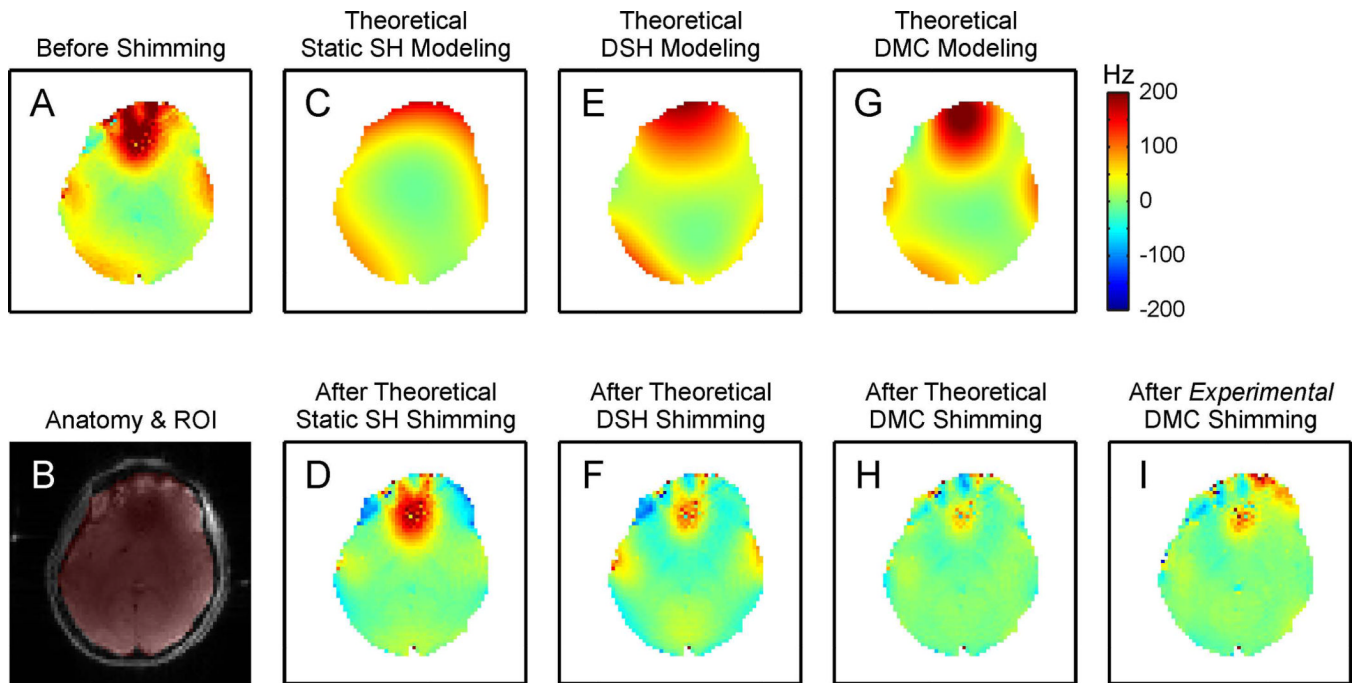 Before Shimming
Theoretical
Static SH Modeling
Theoretical
DSH Modeling
Theoretical
DMC Modeling
A
C
E
G
Hz
200
100
0
-100
-200
Anatomy & ROI
After Theoretical
Static SH Shimming
After Theoretical
DSH Shimming
After Theoretical
DMC Shimming
After Experimental
DMC Shimming
B
D
F
H
I